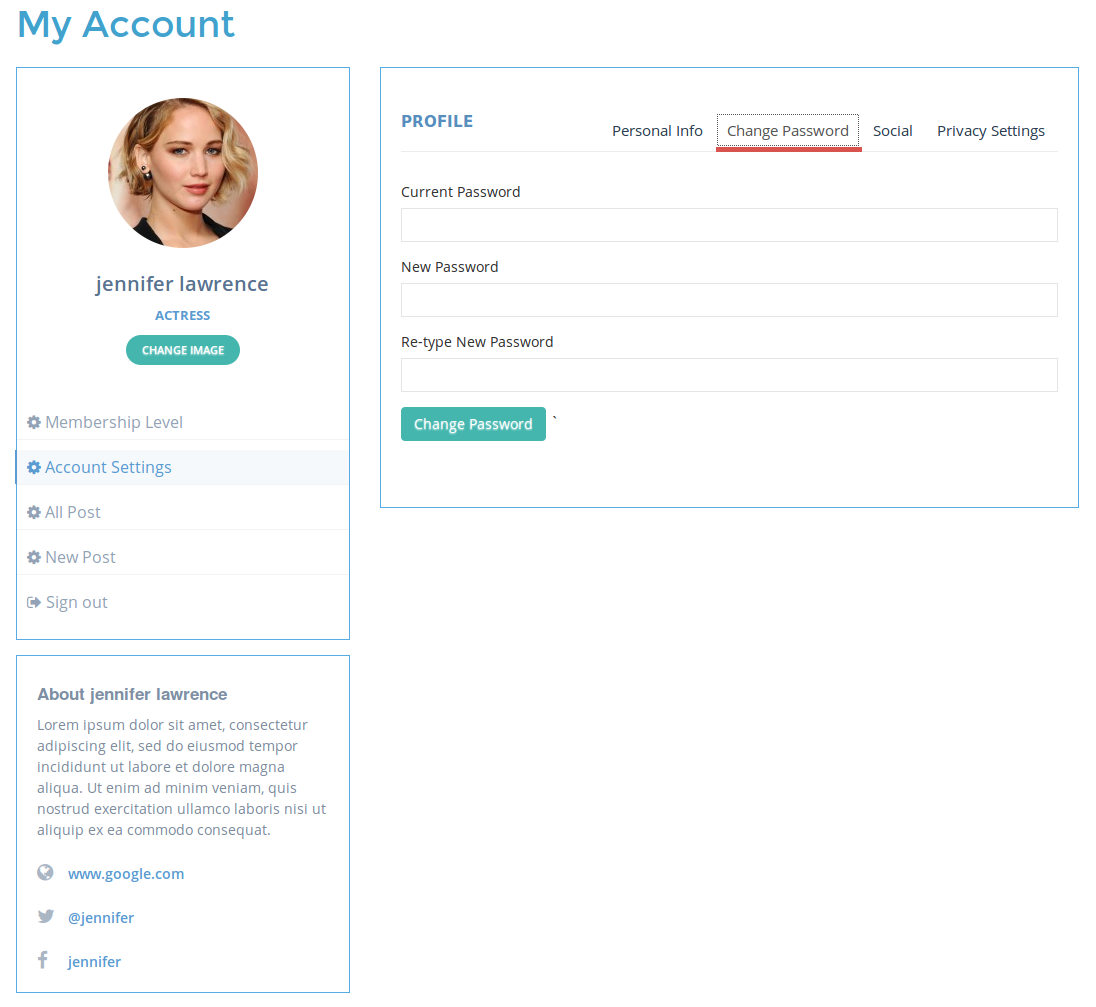 My Account
jennifer lawrence
ACTRESS
CHANGE IMAGE
Membership Level
Account Settings
All Post
New Post
Sign out
About jennifer lawrence
Lorem ipsum dolor sit amet, consectetur
adipiscing elit, sed do eiusmod tempor
incididunt ut labore et dolore magna
aliqua. Ut enim ad minim veniam, quis
nostrud exercitation ullamco laboris nisi ut
aliquip ex ea commodo consequat.
www.google.com
@jennifer
jennifer
PROFILE
Personal Info Change Password Social Privacy Settings
Current Password
New Password
Re-type New Password
Change Password `